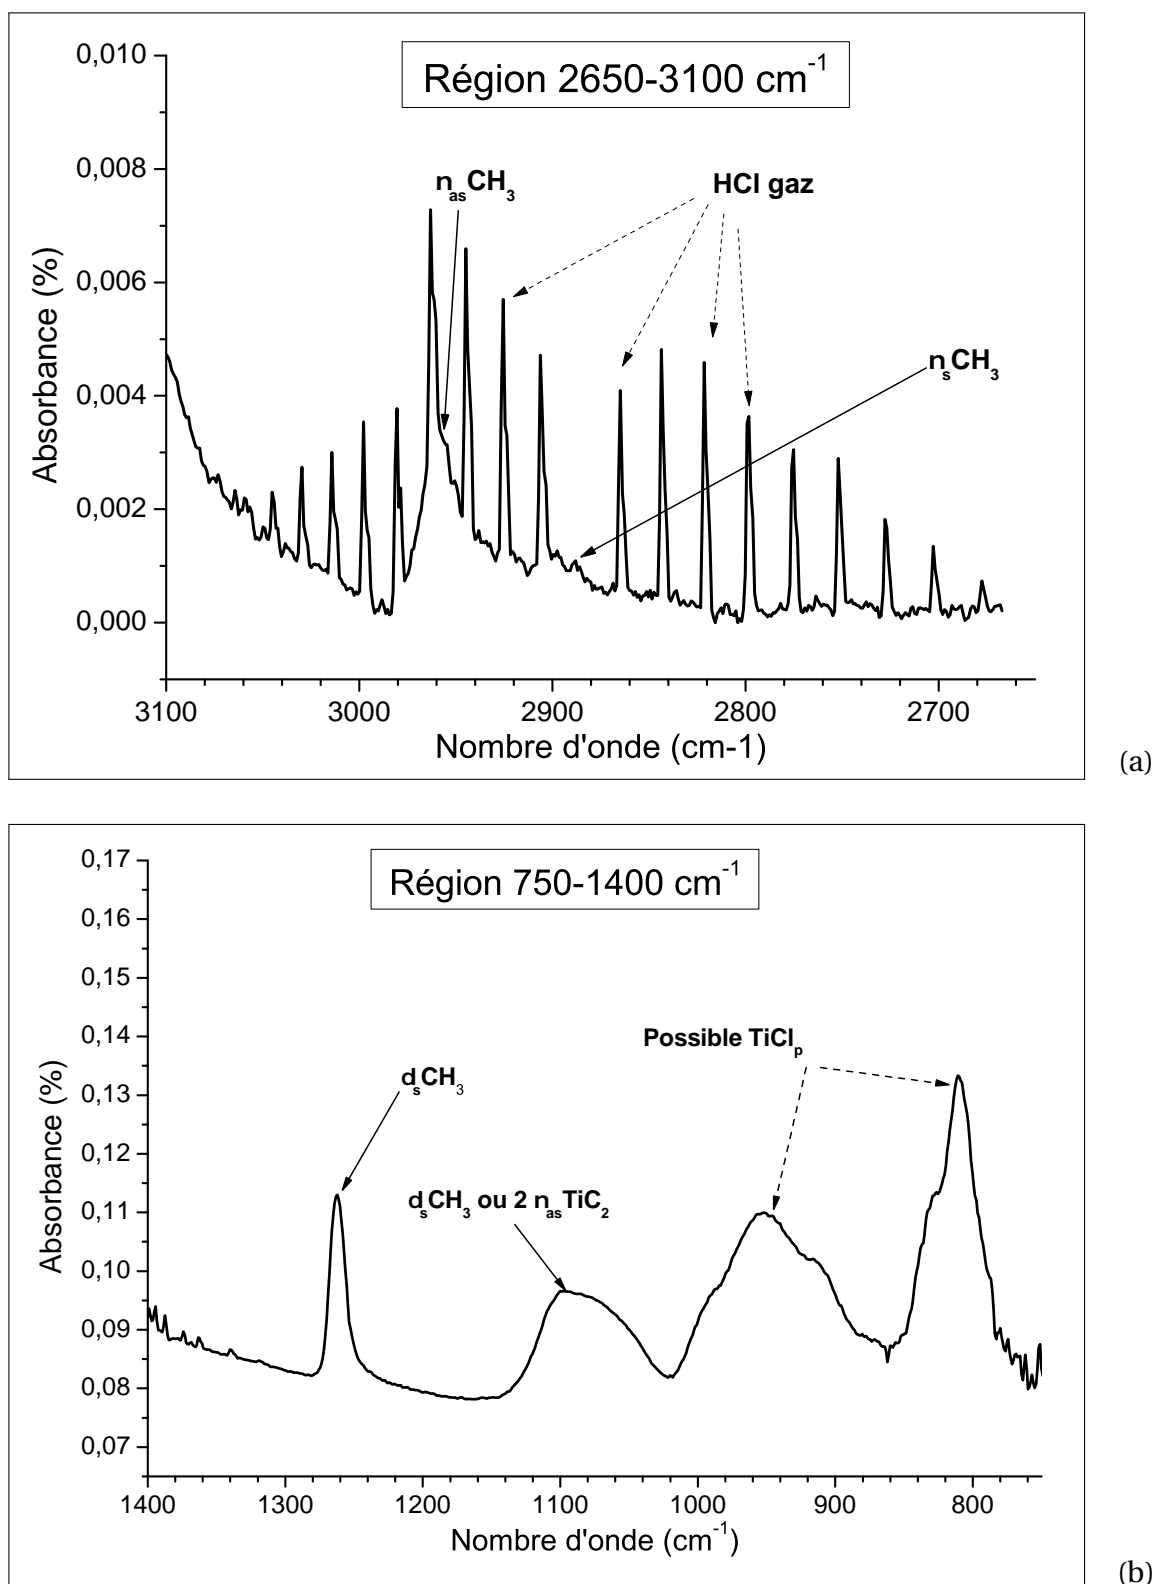 Région 2650-3100 cm-1
0,010
0,008
0,006
0,004
0,002
0,000
Absorbance (%)
nasCH3
HCl gaz
nsCH3
3100 3000 2900 2800 2700
Nombre d'onde (cm-1)
(a)
Région 750-1400 cm-1
0,17
0,16
0,15
0,14
0,13
0,12
0,11
0,10
0,09
0,08
0,07
Absorbance (%)
Possible TiClp
dsCH3
dsCH3 ou 2 nasTiC2
1400 1300 1200 1100 1000 900 800
Nombre d'onde (cm-1)
(b)